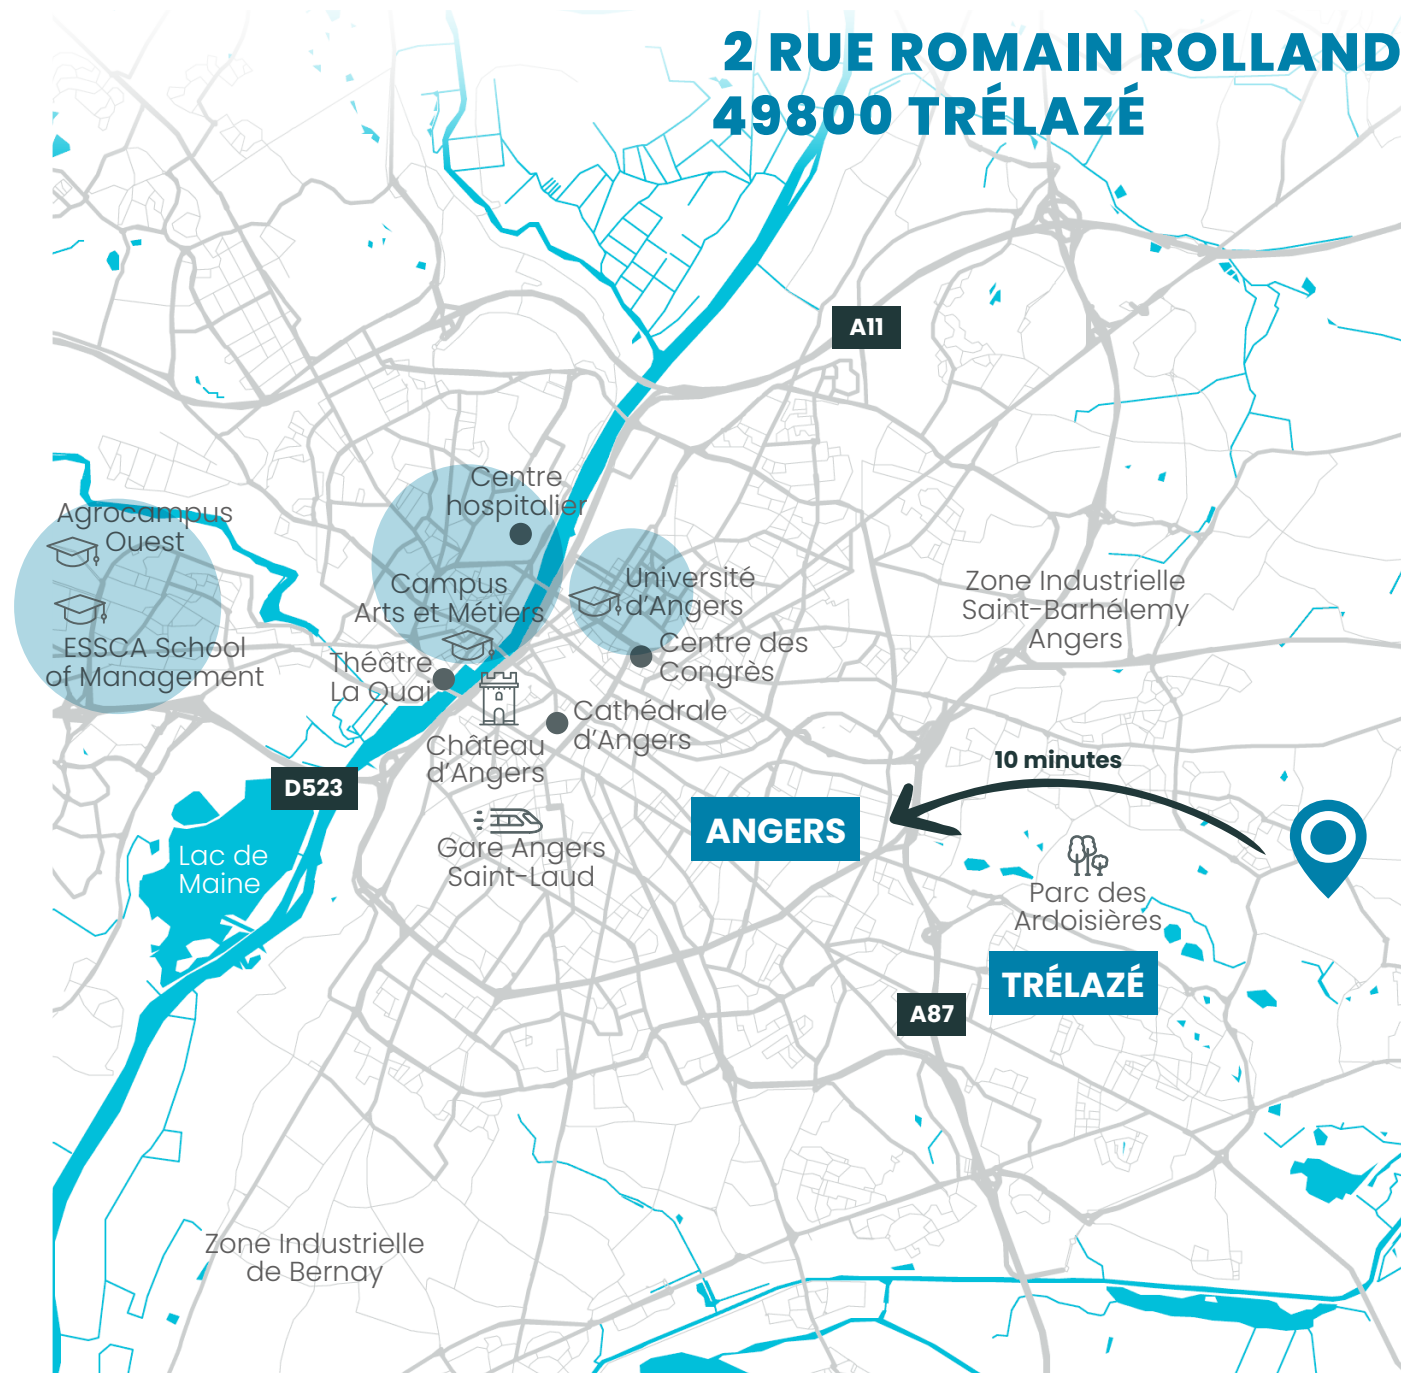 2 RUE ROMAIN ROLLAND
49800 TRÉLAZÉ
A11
Centre
hospitalier
Agrocampus
Ouest
Campus
Arts et Métiers
Université
d'Angers
Zone Industrielle
Saint-Barhélemy
Angers
ESSCA School
of Management
Théâtre
La Quai
Centre des
Congrès
Cathédrale
d'Angers
Château
d'Angers
10 minutes
D523
ANGERS
Gare Angers
Saint-Laud
Lac de
Maine
Parc des
Ardoisières
TRÉLAZÉ
A87
Zone Industrielle
de Bernay